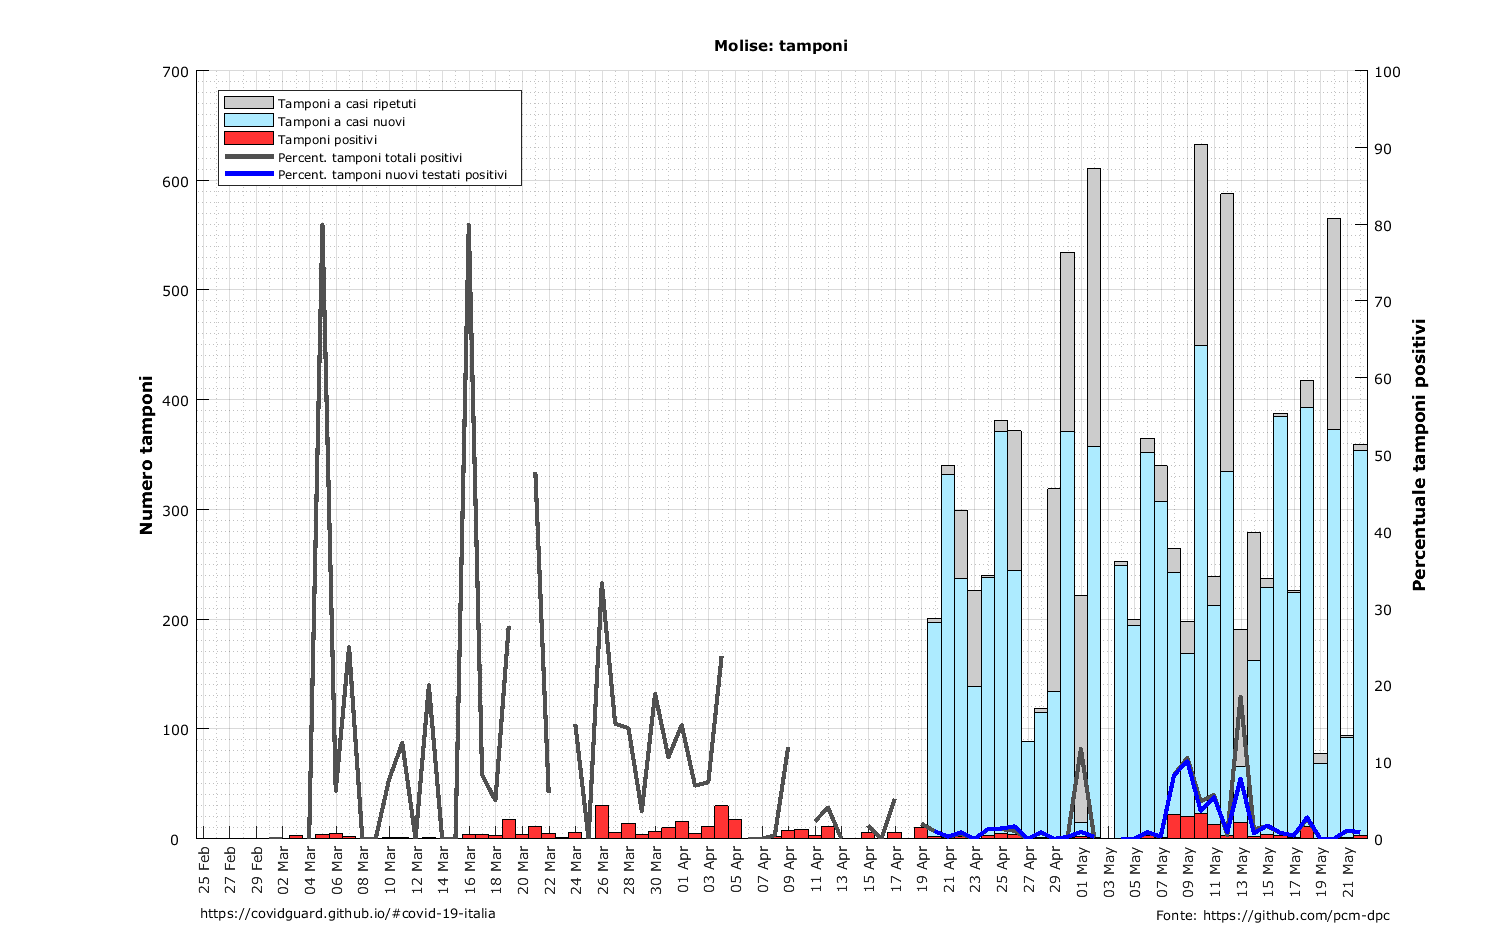 Molise: tamponi
Tamponi a casi ripetuti
Tamponi a casi nuovi
Tamponi positivi
Percent. tamponi totali positivi
Percent. tamponi nuovi testati positivi
Numero tamponi
700
600
500
400
300
200
100
0
Percentuale tamponi positivi
100
90
80
70
60
50
40
30
20
10
0
25 Feb
27 Feb
29 Feb
02 Mar
04 Mar
06 Mar
08 Mar
10 Mar
12 Mar
14 Mar
16 Mar
18 Mar
20 Mar
22 Mar
24 Mar
26 Mar
28 Mar
30 Mar
01 Apr
03 Apr
05 Apr
07 Apr
09 Apr
11 Apr
13 Apr
15 Apr
17 Apr
19 Apr
21 Apr
23 Apr
25 Apr
27 Apr
29 Apr
01 May
03 May
05 May
07 May
09 May
11 May
13 May
15 May
17 May
19 May
21 May
https://covidguard.github.io/#covid-19-italia
Fonte: https://github.com/pcm-dpc